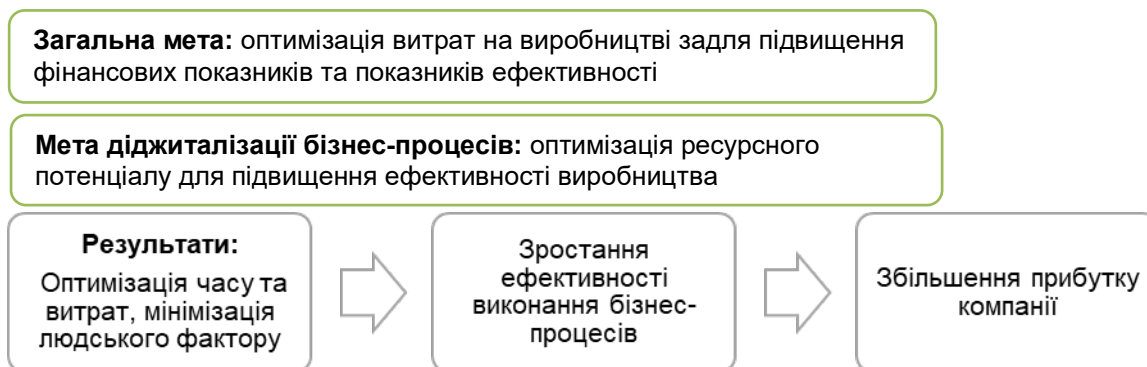 Загальна мета: оптимізація витрат на виробництві задля підвищення
фінансових показників та показників ефективності
Мета діджиталізації бізнес-процесів: оптимізація ресурсного
потенціалу для підвищення ефективності виробництва
Результати:
Оптимізація часу та
витрат, мінімізація
людського фактору
Зростання
ефективності
виконання бізнес-
процесів
Збільшення прибутку
компанії